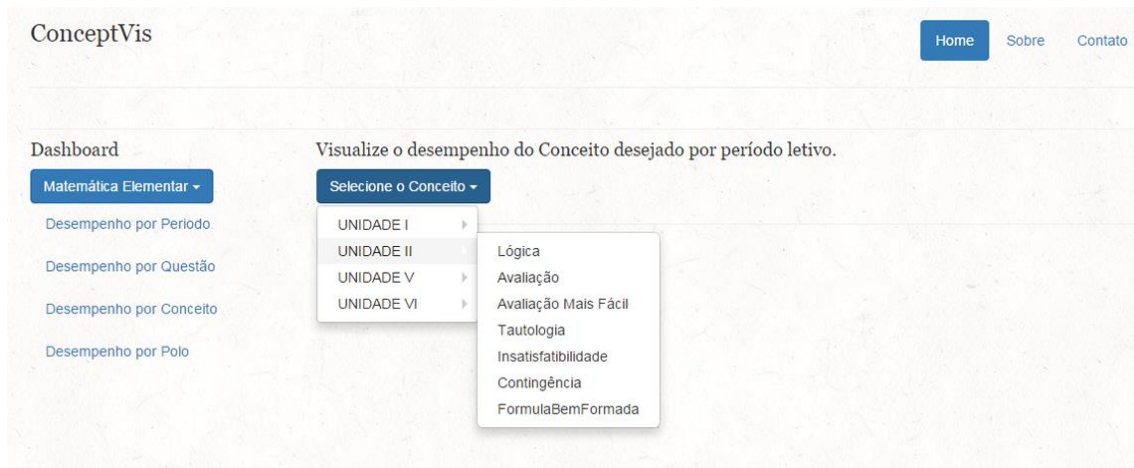 ConceptVis
Home Sobre Contato
Dashboard
Matemática Elementar
Desempenho por Periodo
Desempenho por Questão
Desempenho por Conceito
Desempenho por Polo
Visualize o desempenho do Conceito desejado por período letivo.
Selecione o Conceito
UNIDADE I
UNIDADE II
UNIDADE V
UNIDADE VI
Lógica
Avaliação
Avaliação Mais Fácil
Tautologia
Insatisfatibilidade
Contingência
FormulaBemFormada